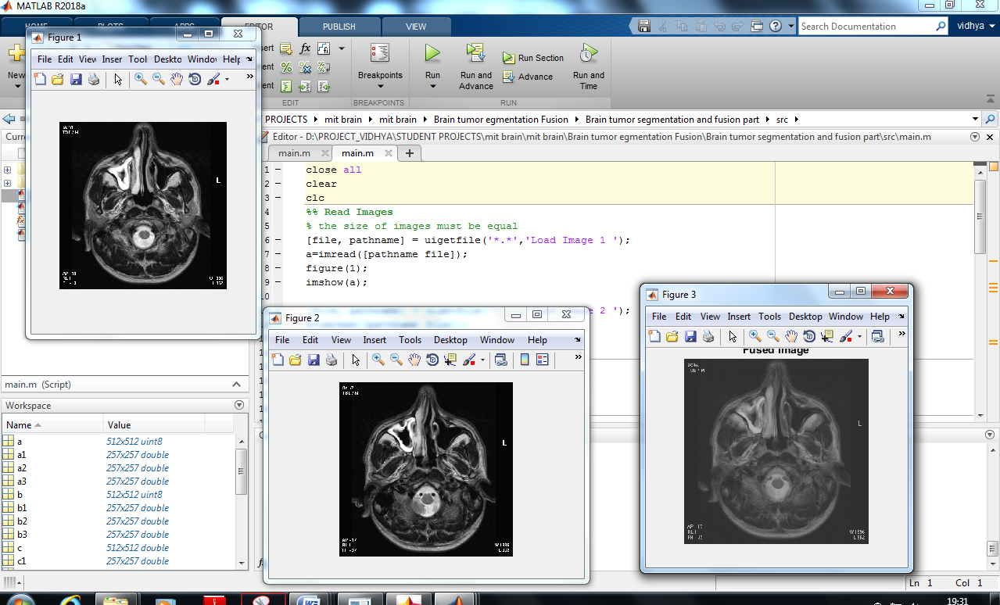 MATLAB R2018a
HOME PLOTS APPS EDITOR PUBLISH VIEW
Search Documentation
vidhya
New
Breakpoints
Run
Run and Advance
Run Section
Advance
Run and Time
EDIT
BREAKPOINTS
RUN
PROJECTS mit brain mit brain Brain tumor egmentation Fusion Brain tumor segmentation and fusion part src
Editor - D:\PROJECT_VIDHYA\STUDENT PROJECTS\mit brain\mit brain\Brain tumor egmentation Fusion\Brain tumor segmentation and fusion part\src\main.m
main.m main.m
1 close all
2 clear
3 clc
4 %% Read Images
5 % the size of images must be equal
6 [file, pathname] = uigetfile('*.*','Load Image 1 ');
7 a=imread([pathname file]);
8 figure(1);
9 imshow(a);
10
2 ');
Figure 1
File Edit View Inser Tool Deskto Windov Help
L
Figure 2
File Edit View Insert Tools Desktop Window Help
L
Figure 3
File Edit View Insert Tools Desktop Window Help
Fused image
L
main.m (Script)
Workspace
Name Value
a 512x512 uint8
a1 257x257 double
a2 257x257 double
a3 257x257 double
b 512x512 uint8
b1 257x257 double
b2 257x257 double
b3 257x257 double
c 512x512 double
c1 257x257 double
Ln 1 Col 1
19:31